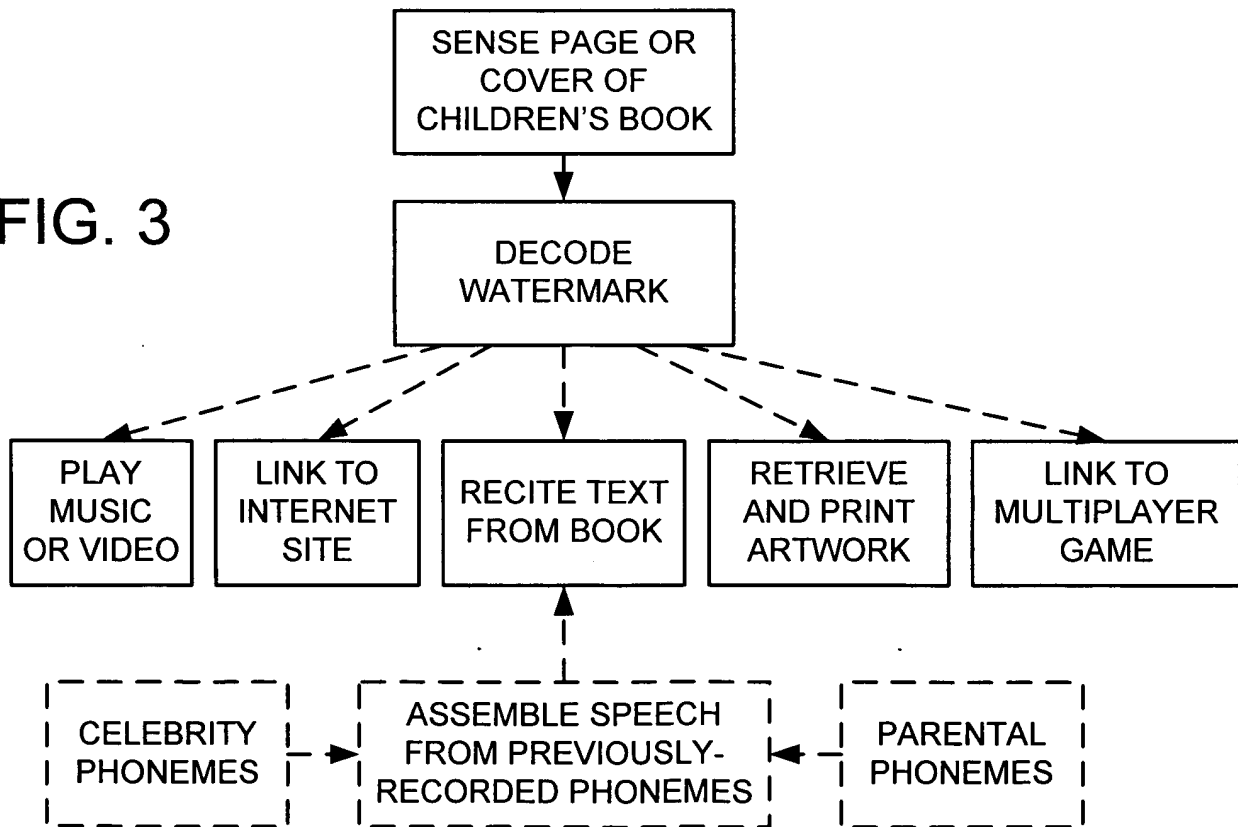 SENSE PAGE OR
COVER OF
CHILDREN'S BOOK
FIG. 3
DECODE
WATERMARK
PLAY
MUSIC
OR VIDEO
LINK TO
INTERNET
SITE
RECITE TEXT
FROM BOOK
RETRIEVE
AND PRINT
ARTWORK
LINK TO
MULTIPLAYER
GAME
CELEBRITY
PHONEMES
ASSEMBLE SPEECH
FROM PREVIOUSLY-
RECORDED PHONEMES
PARENTAL
PHONEMES